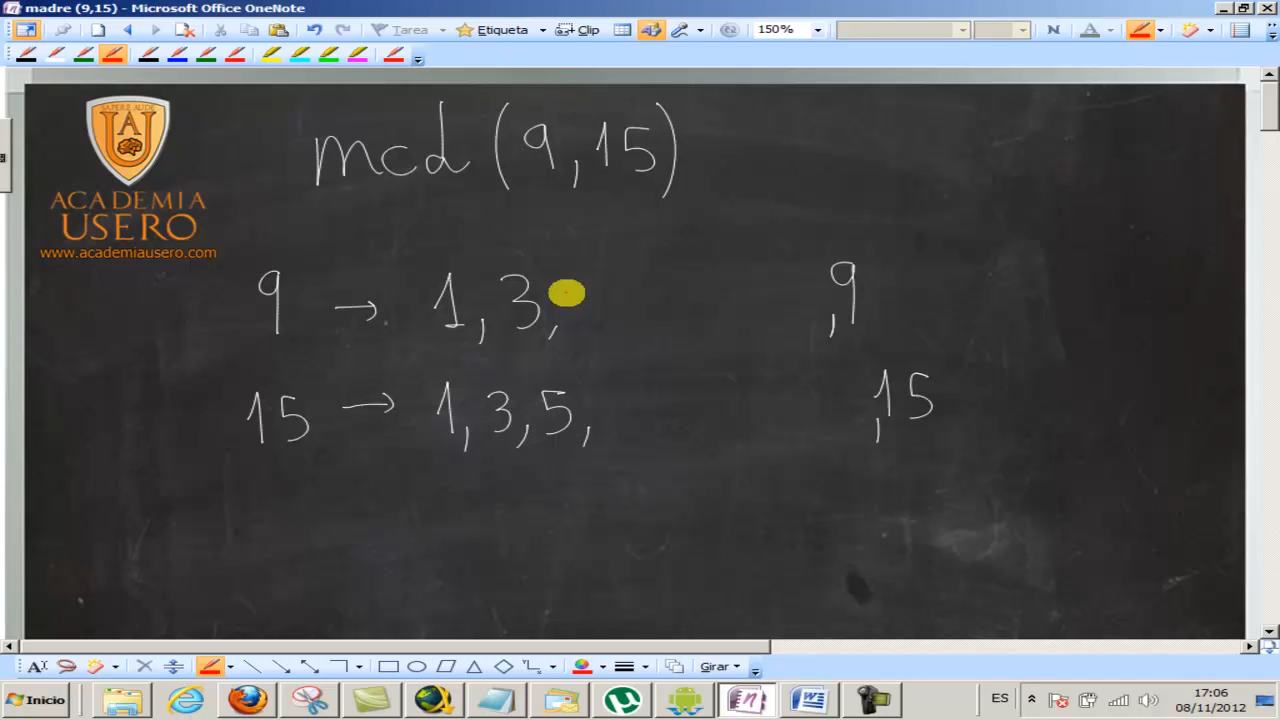 madre (9,15) - Microsoft Office OneNote
Tarea Etiqueta Clip 150% N A
SAPERE AUDE
UA
ACADEMIA
USERO
www.academiausero.com
mcd (9,15)
9 → 1, 3, ,9
15 → 1, 3, 5, ,15
A Girar
Inicio ES 17:06
08/11/2012